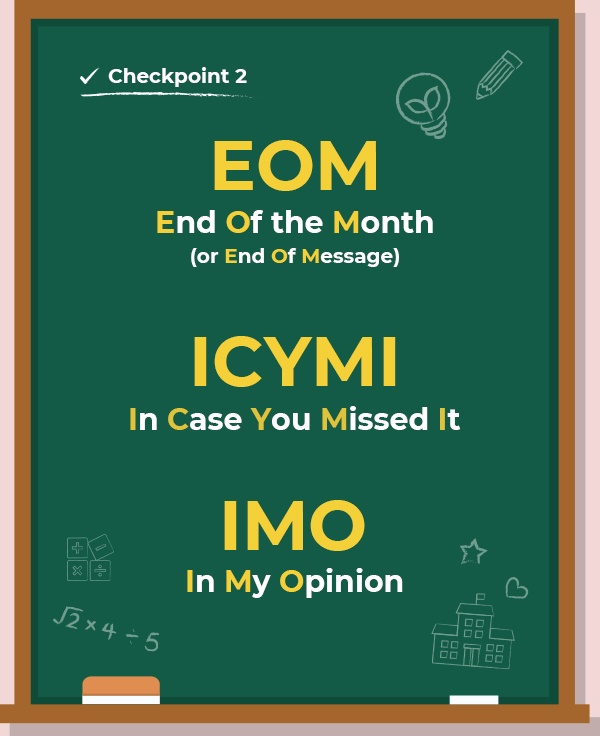 Checkpoint 2
EOM
End Of the Month
(or End Of Message)
ICYMI
In Case You Missed It
IMO
In My Opinion
+ −
× ÷
√2 × 4 ÷ 5